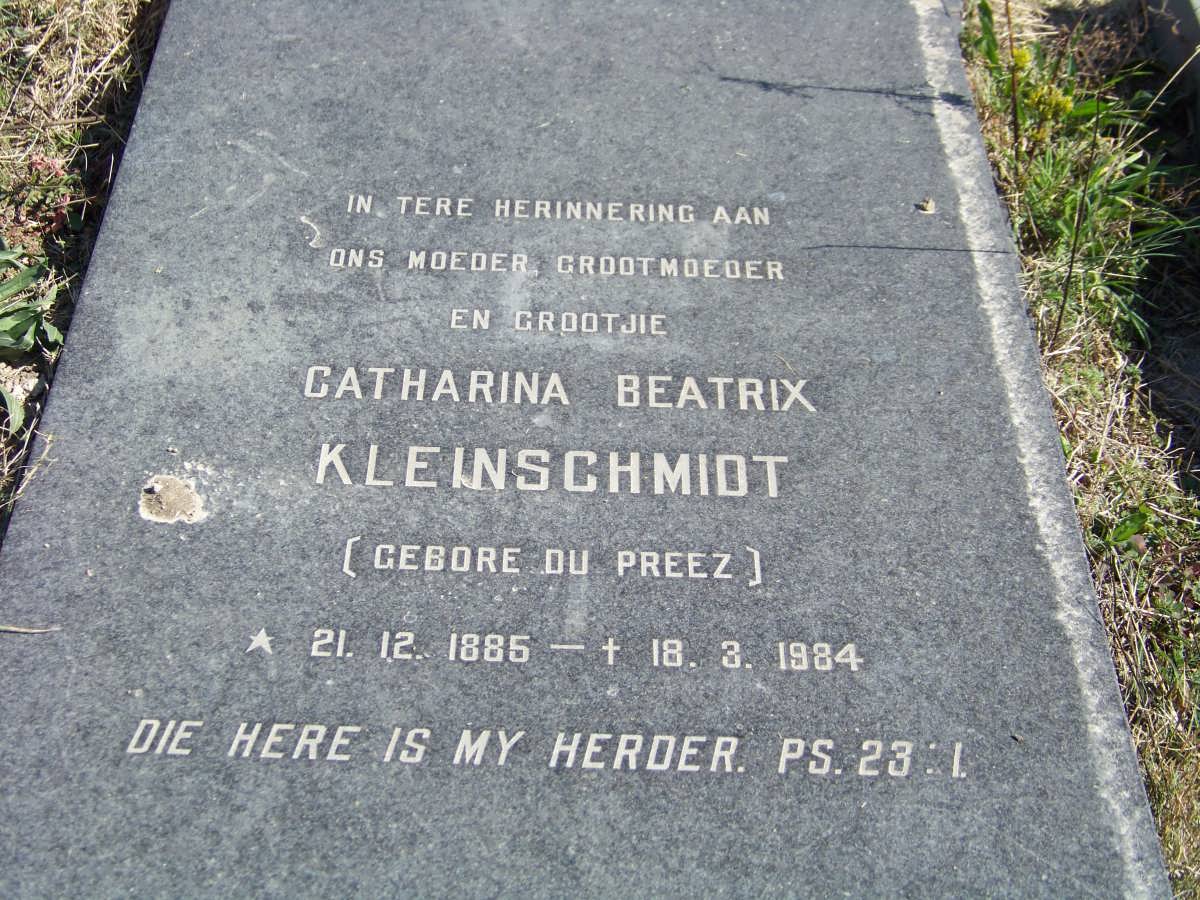 IN TERE HERINNERING AAN
ONS MOEDER, GROOTMOEDER
EN GROOTJIE
CATHARINA BEATRIX
KLEINSCHMIDT
(GEBORE DU PREEZ)
★ 21. 12. 1885 — † 18. 3. 1984
DIE HERE IS MY HERDER. PS. 23:1.